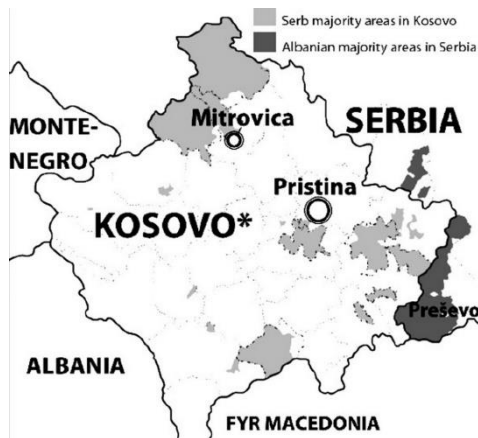 Serb majority areas in Kosovo
Albanian majority areas in Serbia
MONTE-
NEGRO
Mitrovica
SERBIA
Pristina
KOSOVO*
Preševo
ALBANIA
FYR MACEDONIA